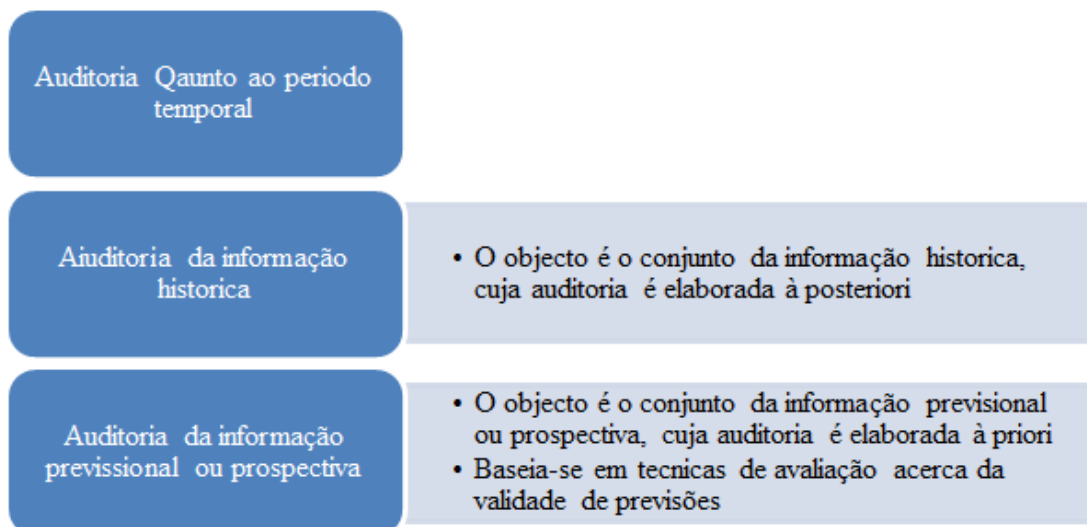 Auditoria Qaunto ao periodo
temporal
Aiuditoria da informação
historica
• O objecto é o conjunto da informação historica,
cuja auditoria é elaborada à posteriori
Auditoria da informação
previssional ou prospectiva
• O objecto é o conjunto da informação previsional
ou prospectiva, cuja auditoria é elaborada à priori
• Baseia-se em tecnicas de avaliação acerca da
validade de previsões